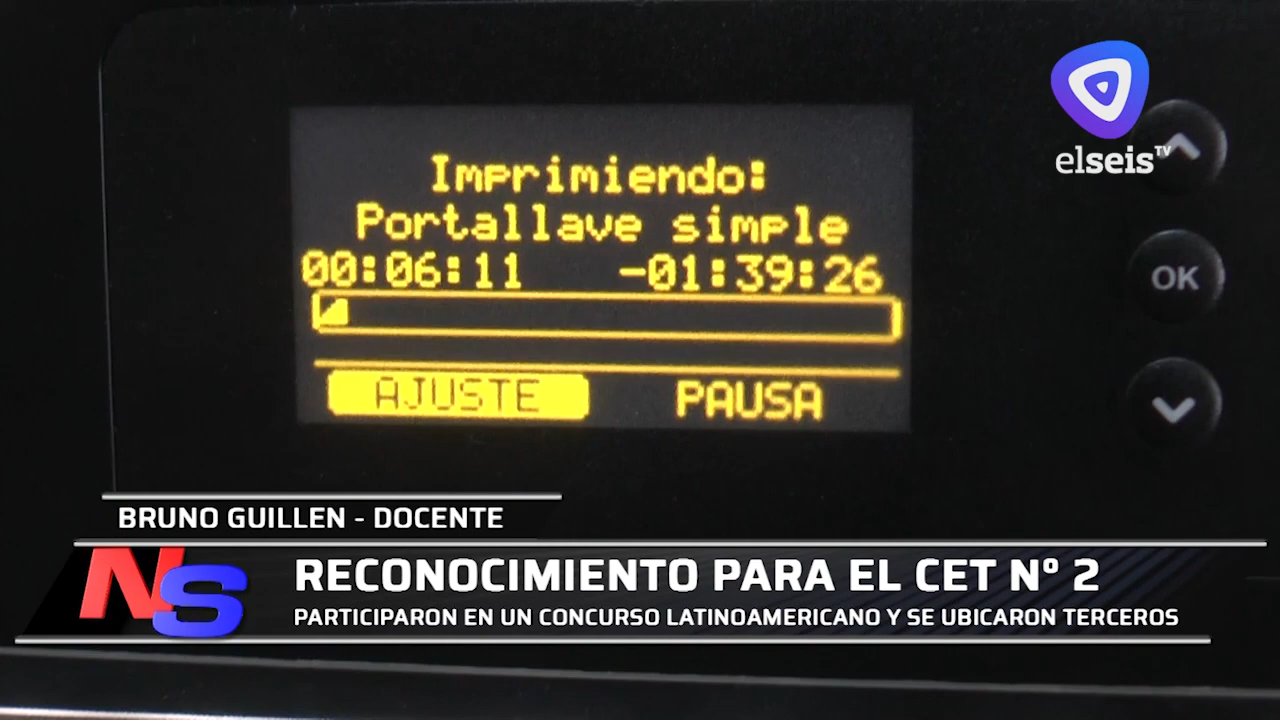 elseis TV
Imprimiendo:
Portallave simple
00:06:11 -01:39:26
AJUSTE PAUSA
OK
BRUNO GUILLEN - DOCENTE
NS
RECONOCIMIENTO PARA EL CET Nº 2
PARTICIPARON EN UN CONCURSO LATINOAMERICANO Y SE UBICARON TERCEROS